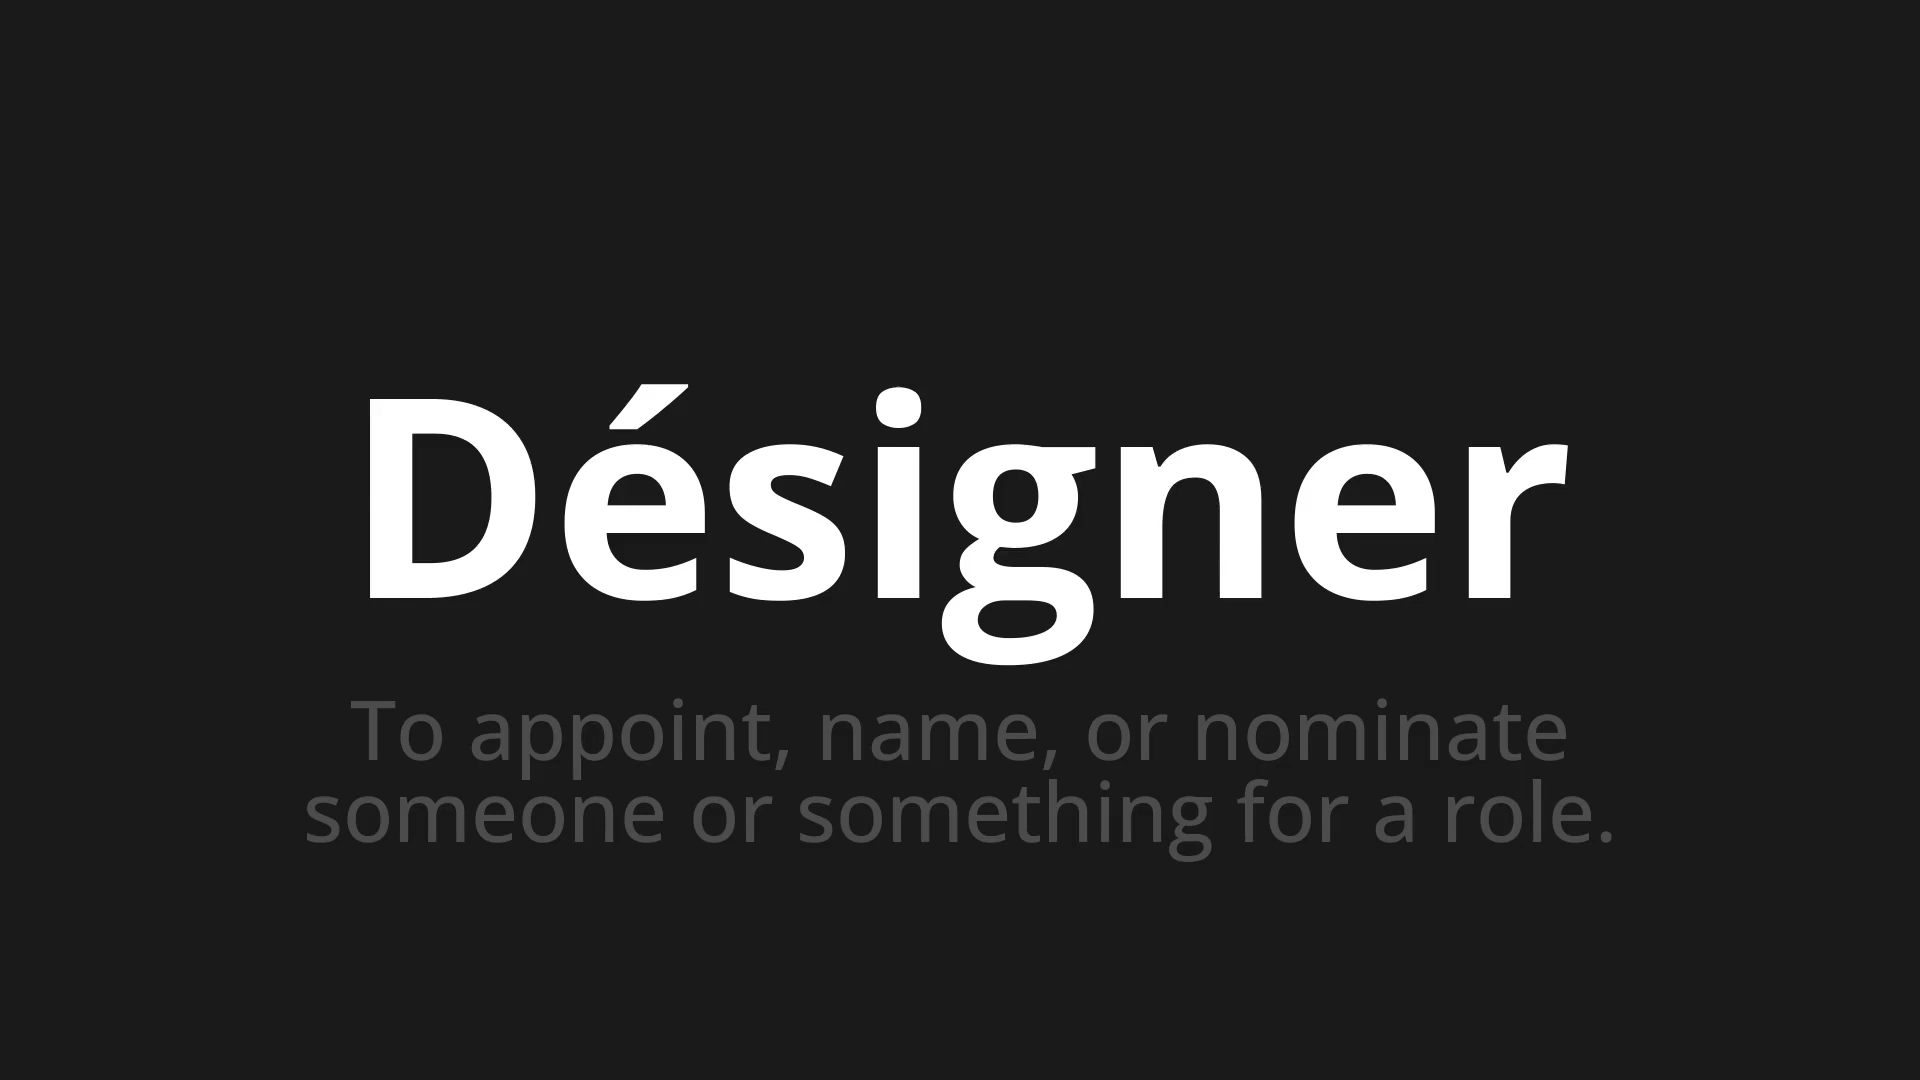 Désigner
To appoint, name, or nominate
someone or something for a role.